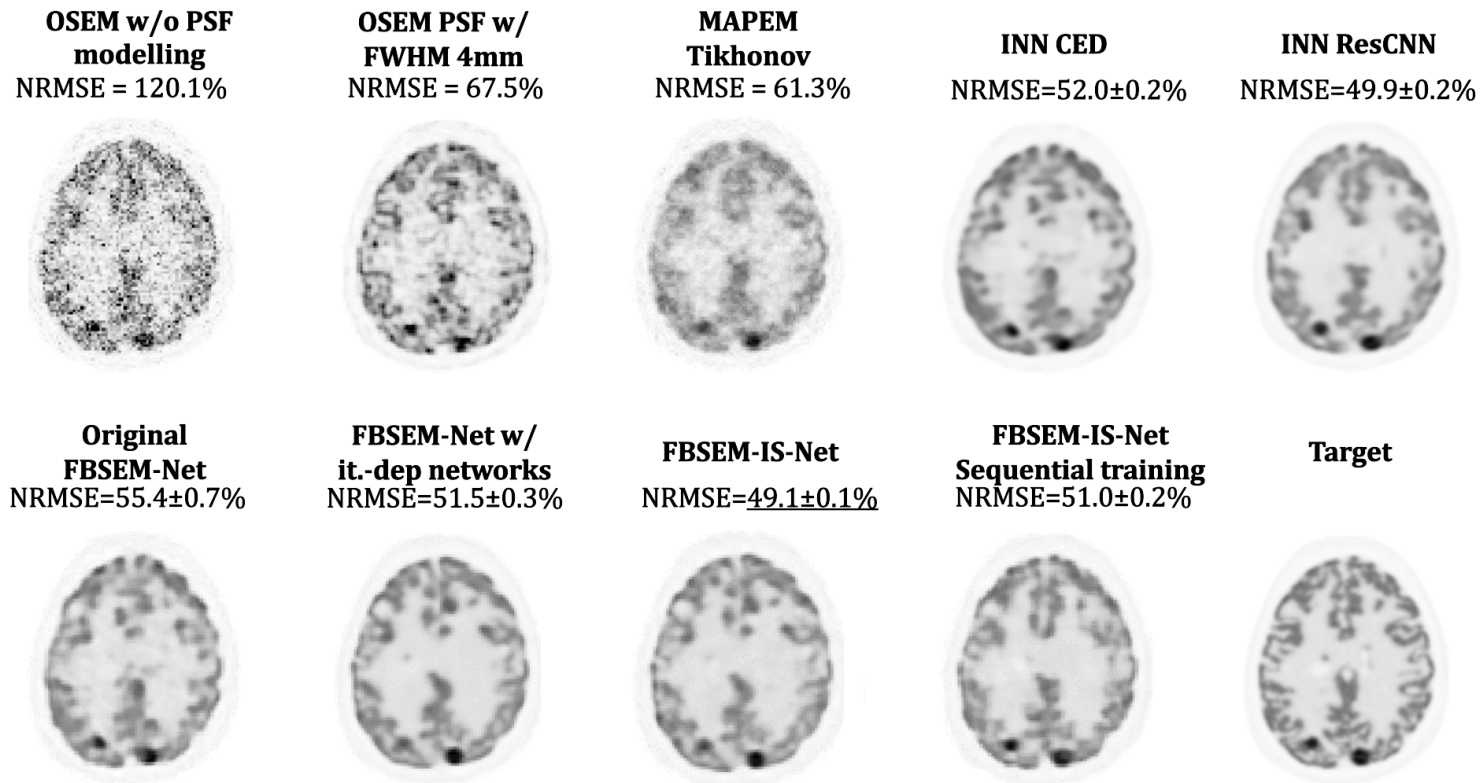 OSEM w/o PSF
modelling
NRMSE = 120.1%
OSEM PSF w/
FWHM 4mm
NRMSE = 67.5%
MAPEM
Tikhonov
NRMSE = 61.3%
INN CED
NRMSE=52.0±0.2%
INN ResCNN
NRMSE=49.9±0.2%
Original
FBSEM-Net
NRMSE=55.4±0.7%
FBSEM-Net w/
it.-dep networks
NRMSE=51.5±0.3%
FBSEM-IS-Net
NRMSE=49.1±0.1%
FBSEM-IS-Net
Sequential training
NRMSE=51.0±0.2%
Target